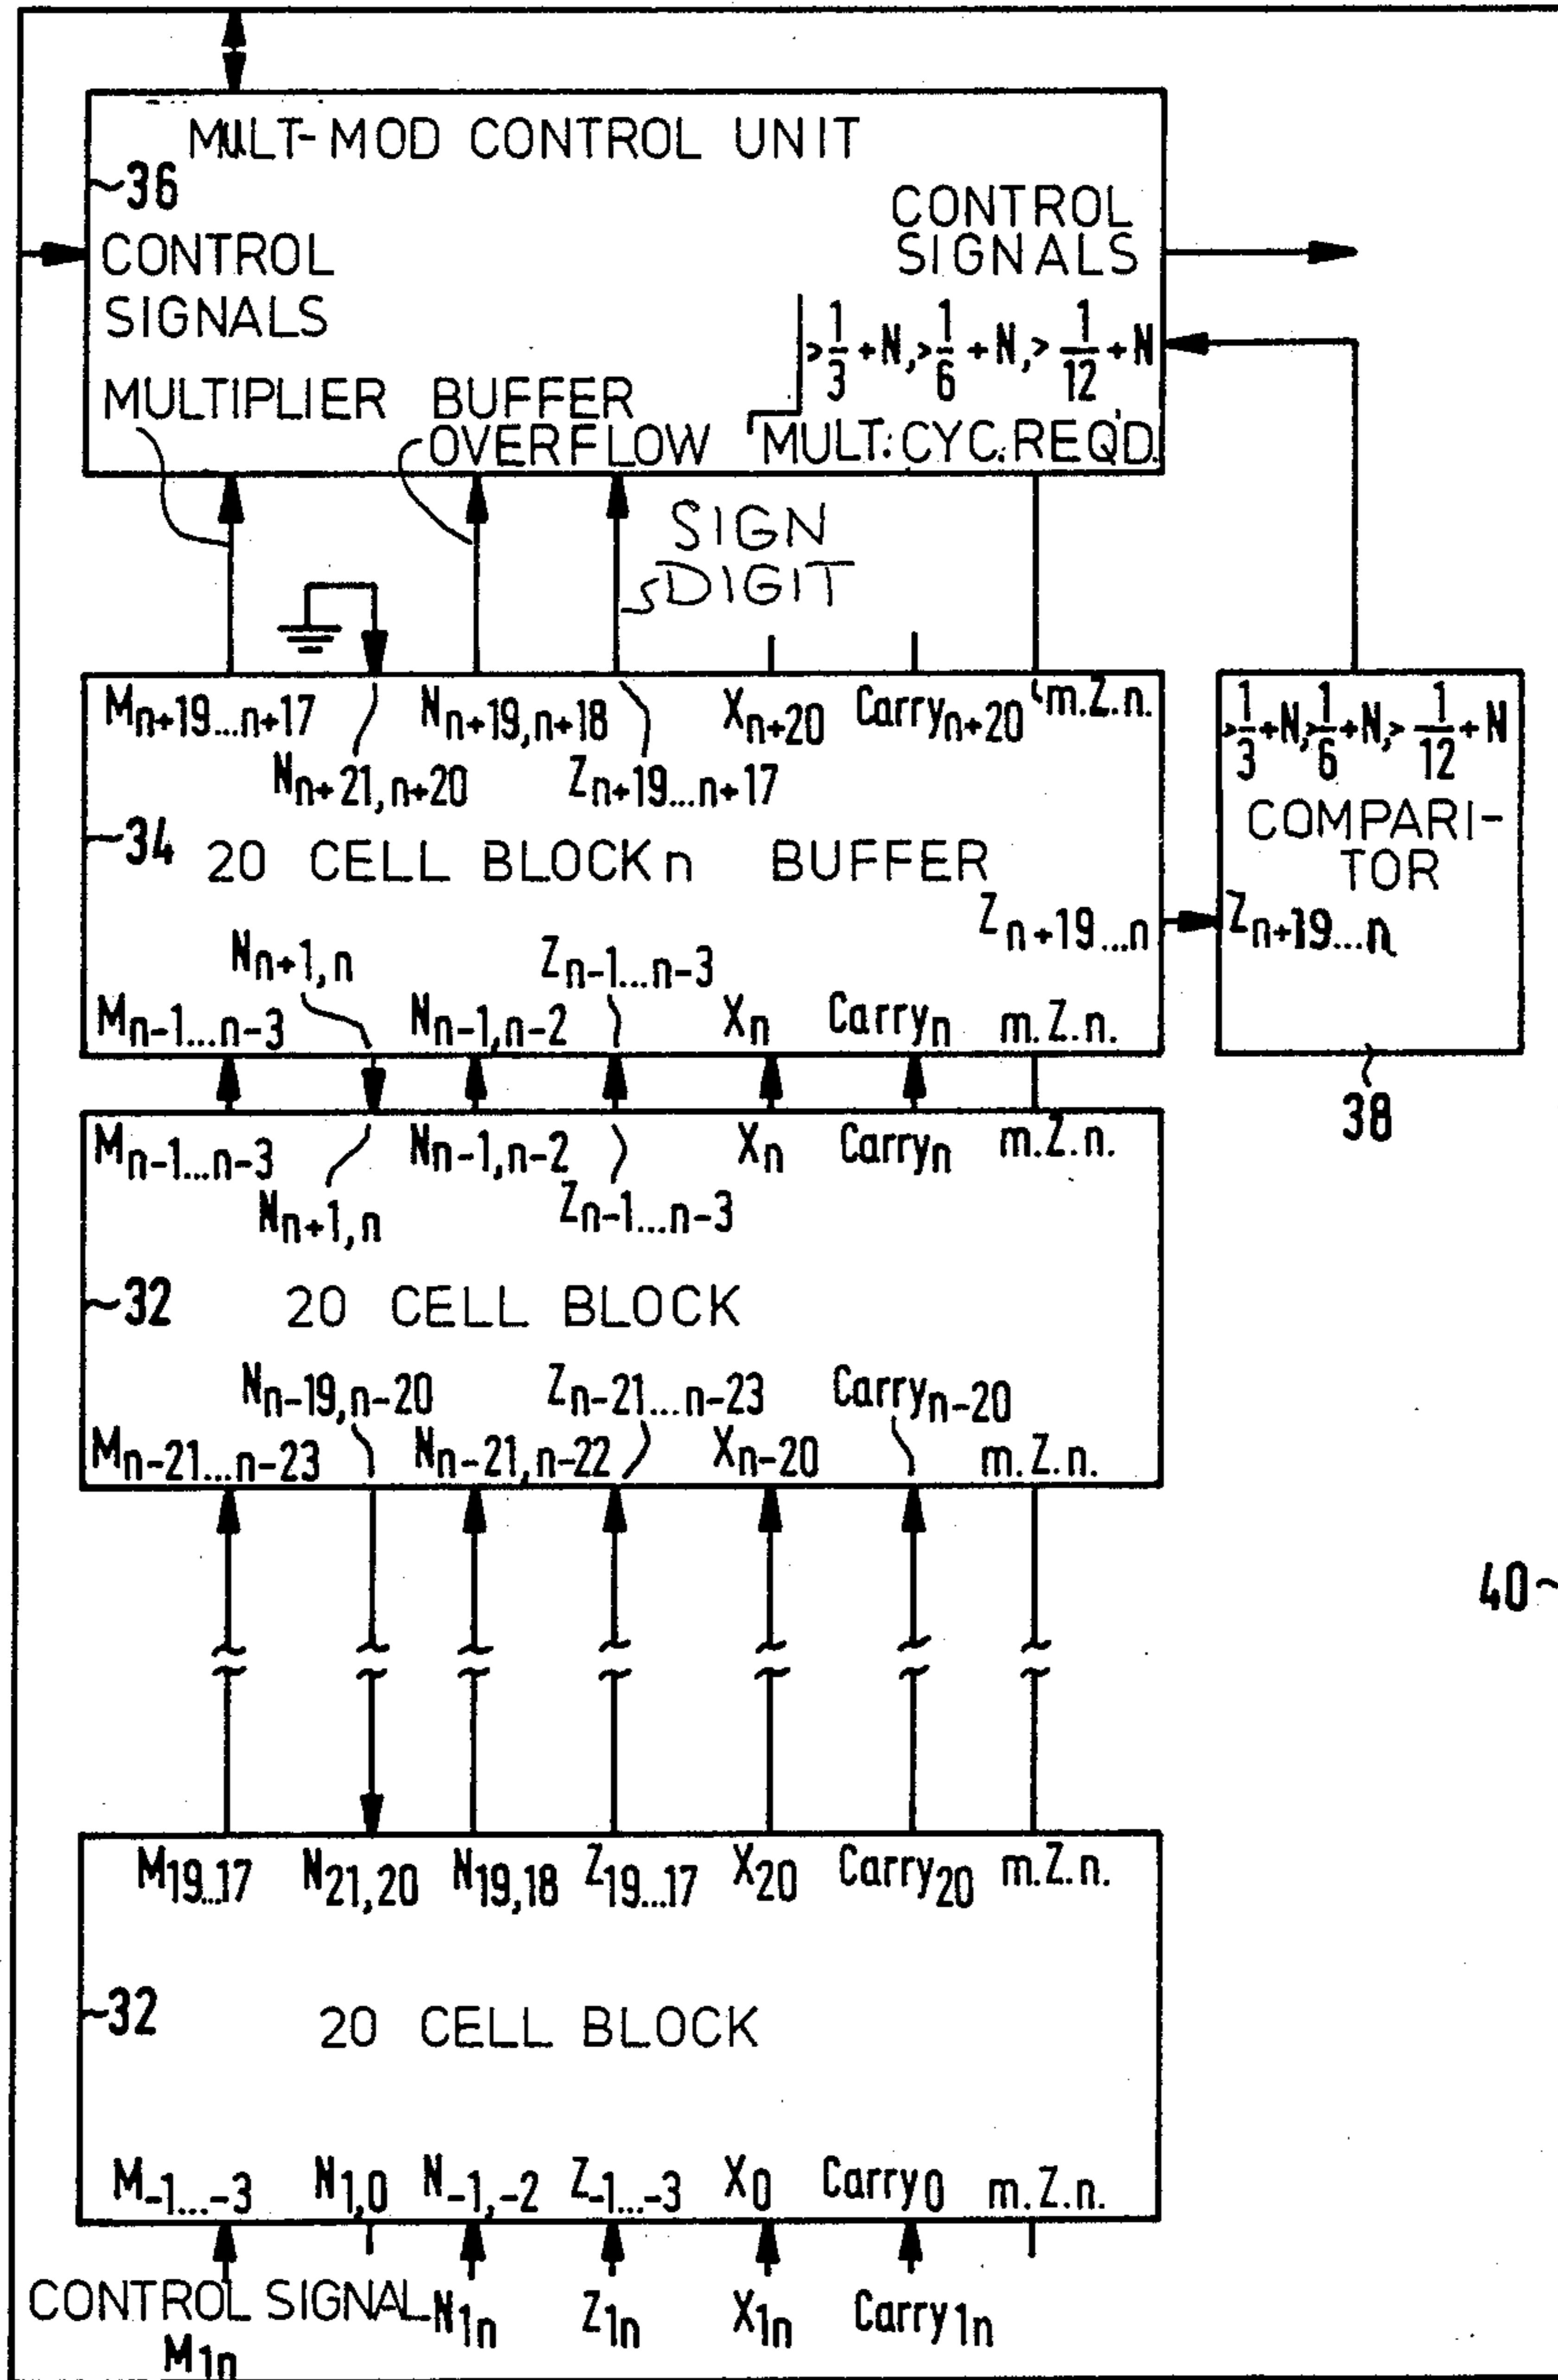 MULT-MOD CONTROL UNIT
36
CONTROL
SIGNALS
CONTROL
SIGNALS
>1/3+N,>1/6+N,>1/12+N
MULTIPLIER
BUFFER
OVERFLOW
MULT.CYC.REQ'D.
SIGN
DIGIT
Mn+19...n+17
Nn+19,n+18
Xn+20
Carryn+20
m.Z.n.
Nn+21,n+20
Zn+19...n+17
34
20 CELL BLOCK n BUFFER
Zn+19...n
Nn+1,n
Zn-1...n-3
Mn-1...n-3
Nn-1,n-2
Xn
Carryn
m.Z.n.
>1/3+N,>1/6+N,>1/12+N
COMPARI-
TOR
Zn+19...n
38
Mn-1...n-3
Nn-1,n-2
Xn
Carryn
m.Z.n.
Nn+1,n
Zn-1...n-3
32
20 CELL BLOCK
Nn-19,n-20
Zn-21...n-23
Carryn-20
Mn-21...n-23
Nn-21,n-22
Xn-20
m.Z.n.
40
M19...17
N21,20
N19,18
Z19...17
X20
Carry20
m.Z.n.
32
20 CELL BLOCK
M-1...-3
N1,0
N-1,-2
Z-1...-3
X0
Carry0
m.Z.n.
CONTROL SIGNAL
M1n
N1n
Z1n
X1n
Carry1n